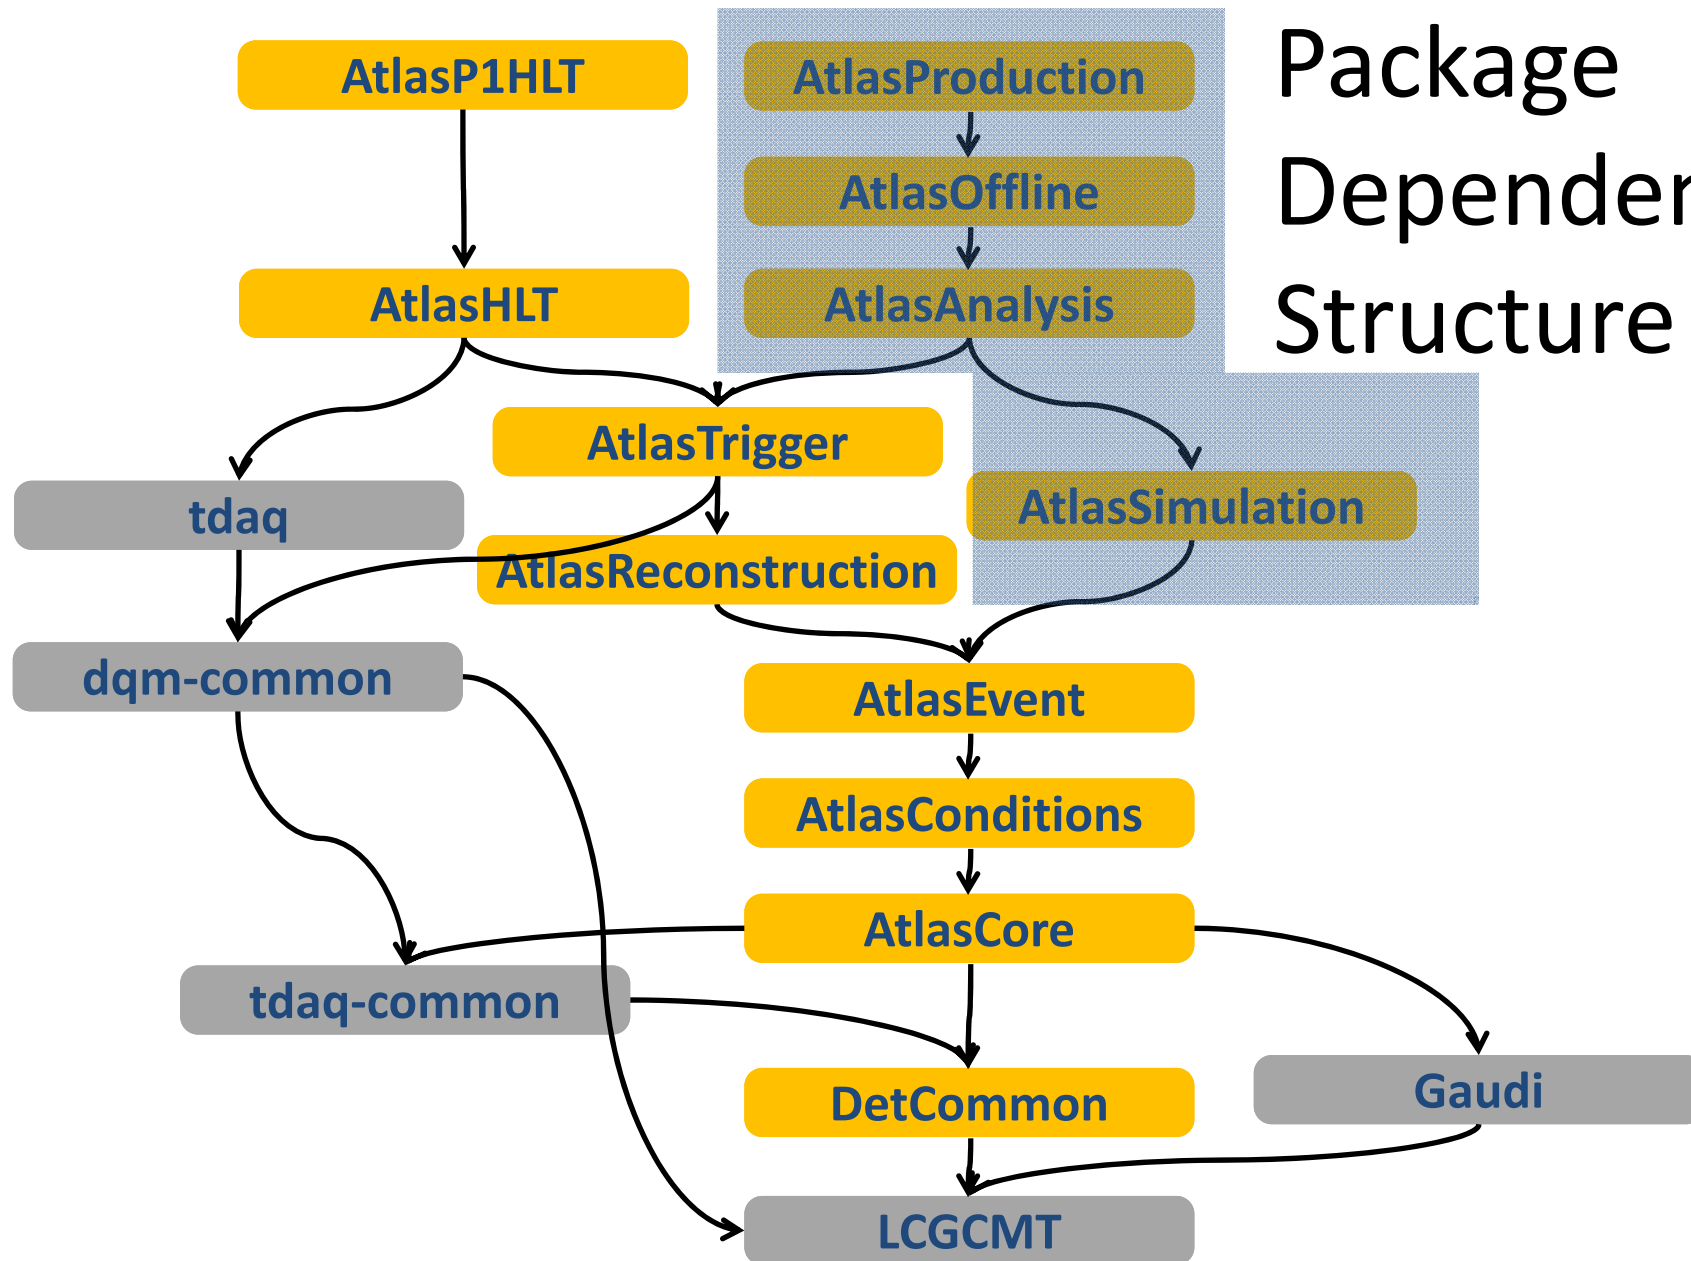 Package
Structure
AtlasP1HLT
AtlasProduction
AtlasOffline
AtlasHLT
AtlasAnalysis
AtlasTrigger
tdaq
AtlasSimulation
AtlasReconstruction
dqm-common
AtlasEvent
AtlasConditions
AtlasCore
tdaq-common
DetCommon
Gaudi
LCGCMT